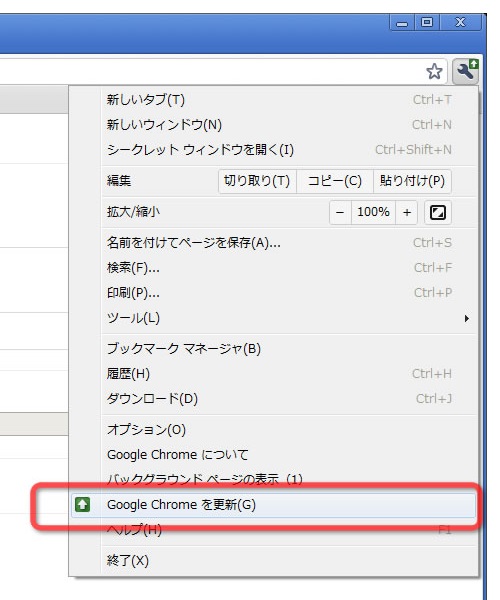 新しいタブ(T) Ctrl+T
新しいウィンドウ(N) Ctrl+N
シークレット ウィンドウを開く(I) Ctrl+Shift+N
編集 切り取り(T) コピー(C) 貼り付け(P)
拡大/縮小 − 100% +
名前を付けてページを保存(A)... Ctrl+S
検索(F)... Ctrl+F
印刷(P)... Ctrl+P
ツール(L)
ブックマーク マネージャ(B)
履歴(H) Ctrl+H
ダウンロード(D) Ctrl+J
オプション(O)
Google Chrome について
バックグラウンド ページの表示 (1)
Google Chrome を更新(G)
ヘルプ(H) F1
終了(X)